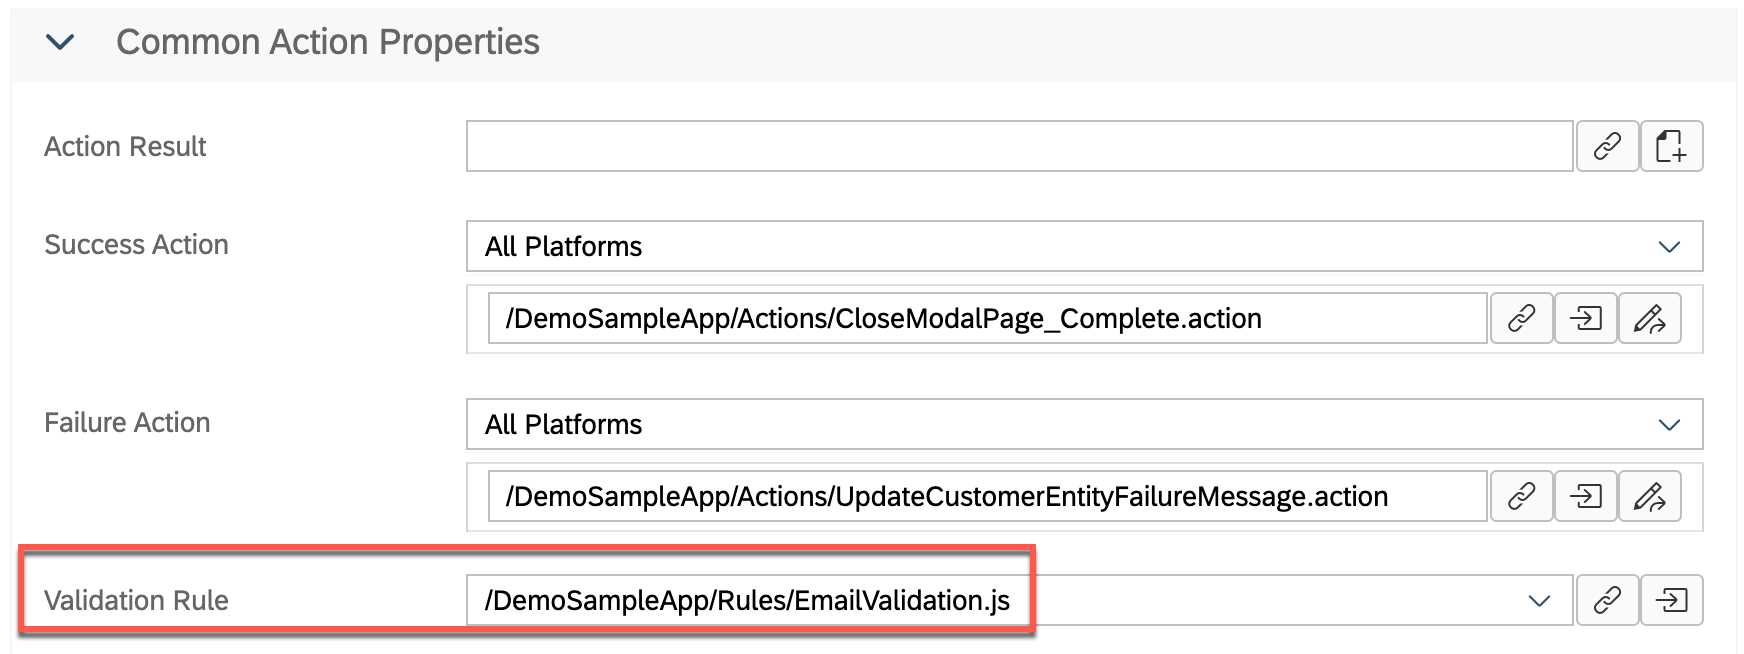 Common Action Properties
Action Result
Success Action
All Platforms
/DemoSampleApp/Actions/CloseModalPage_Complete.action
Failure Action
All Platforms
/DemoSampleApp/Actions/UpdateCustomerEntityFailureMessage.action
Validation Rule
/DemoSampleApp/Rules/EmailValidation.js